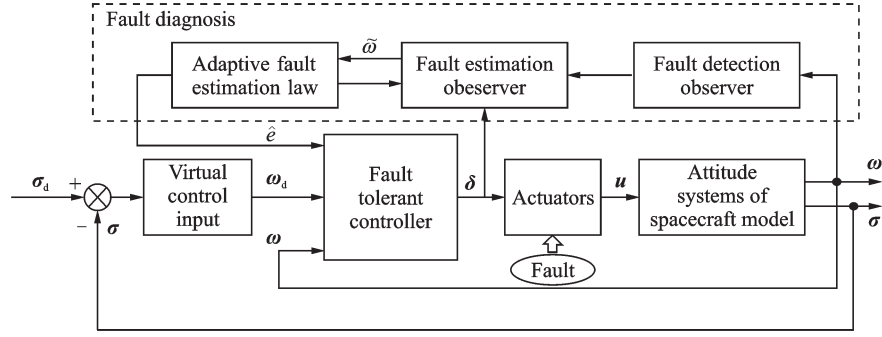 Fault diagnosis
Adaptive fault
estimation law
ω̃
Fault estimation
obeserver
Fault detection
observer
ê
σd
+
−
σ
Virtual
control
input
ωd
ω
Fault
tolerant
controller
δ
Actuators
Fault
u
Attitude
systems of
spacecraft model
ω
σ